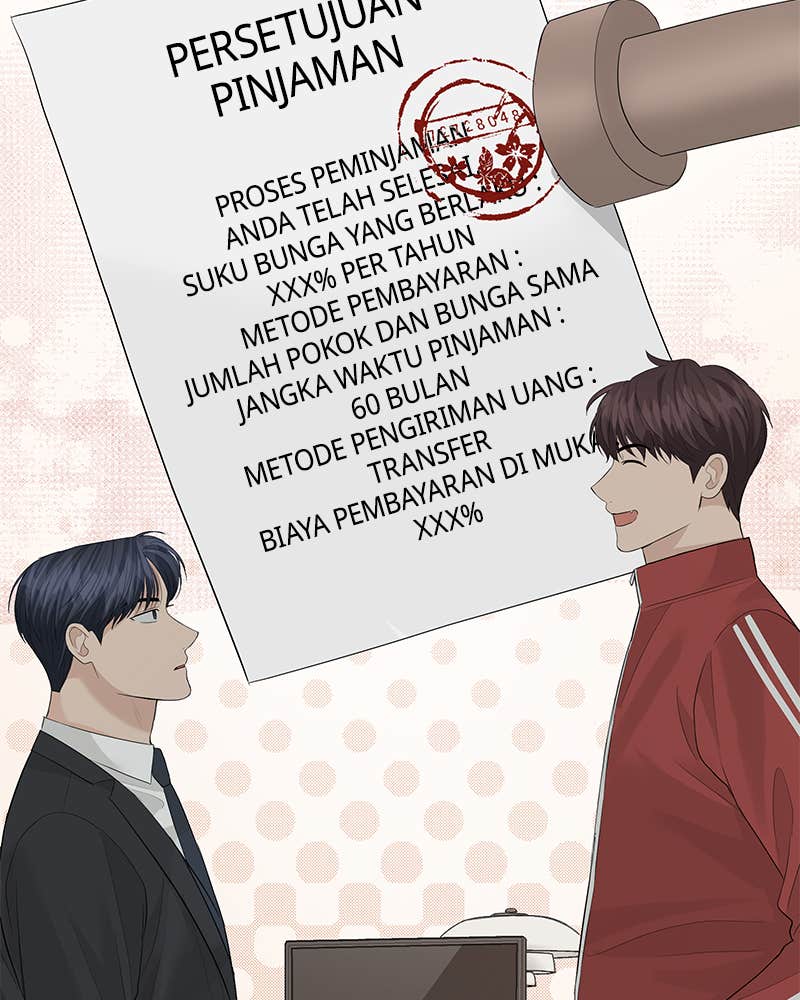 PERSETUJUAN
PINJAMAN
PROSES PEMINJAMAN
ANDA TELAH SELESAI
SUKU BUNGA YANG BERLAKU :
XXX% PER TAHUN
METODE PEMBAYARAN :
JUMLAH POKOK DAN BUNGA SAMA
JANGKA WAKTU PINJAMAN :
60 BULAN
METODE PENGIRIMAN UANG :
TRANSFER
BIAYA PEMBAYARAN DI MUKA
XXX%